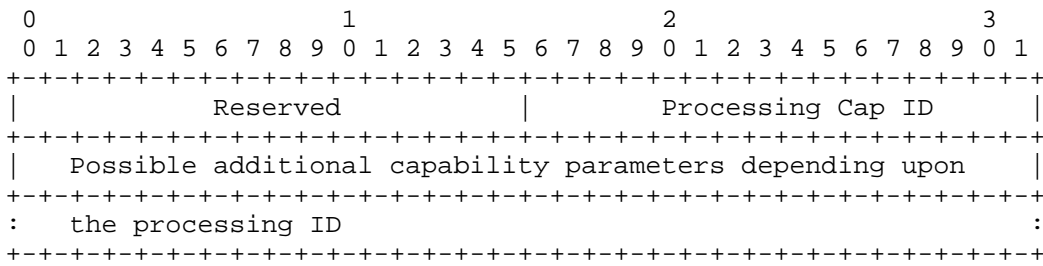 0                   1                   2                   3
 0 1 2 3 4 5 6 7 8 9 0 1 2 3 4 5 6 7 8 9 0 1 2 3 4 5 6 7 8 9 0 1
+-+-+-+-+-+-+-+-+-+-+-+-+-+-+-+-+-+-+-+-+-+-+-+-+-+-+-+-+-+-+-+-+
|            Reserved           |        Processing Cap ID      |
+-+-+-+-+-+-+-+-+-+-+-+-+-+-+-+-+-+-+-+-+-+-+-+-+-+-+-+-+-+-+-+-+
|   Possible additional capability parameters depending upon    |
+-+-+-+-+-+-+-+-+-+-+-+-+-+-+-+-+-+-+-+-+-+-+-+-+-+-+-+-+-+-+-+-+
:   the processing ID                                           :
+-+-+-+-+-+-+-+-+-+-+-+-+-+-+-+-+-+-+-+-+-+-+-+-+-+-+-+-+-+-+-+-+